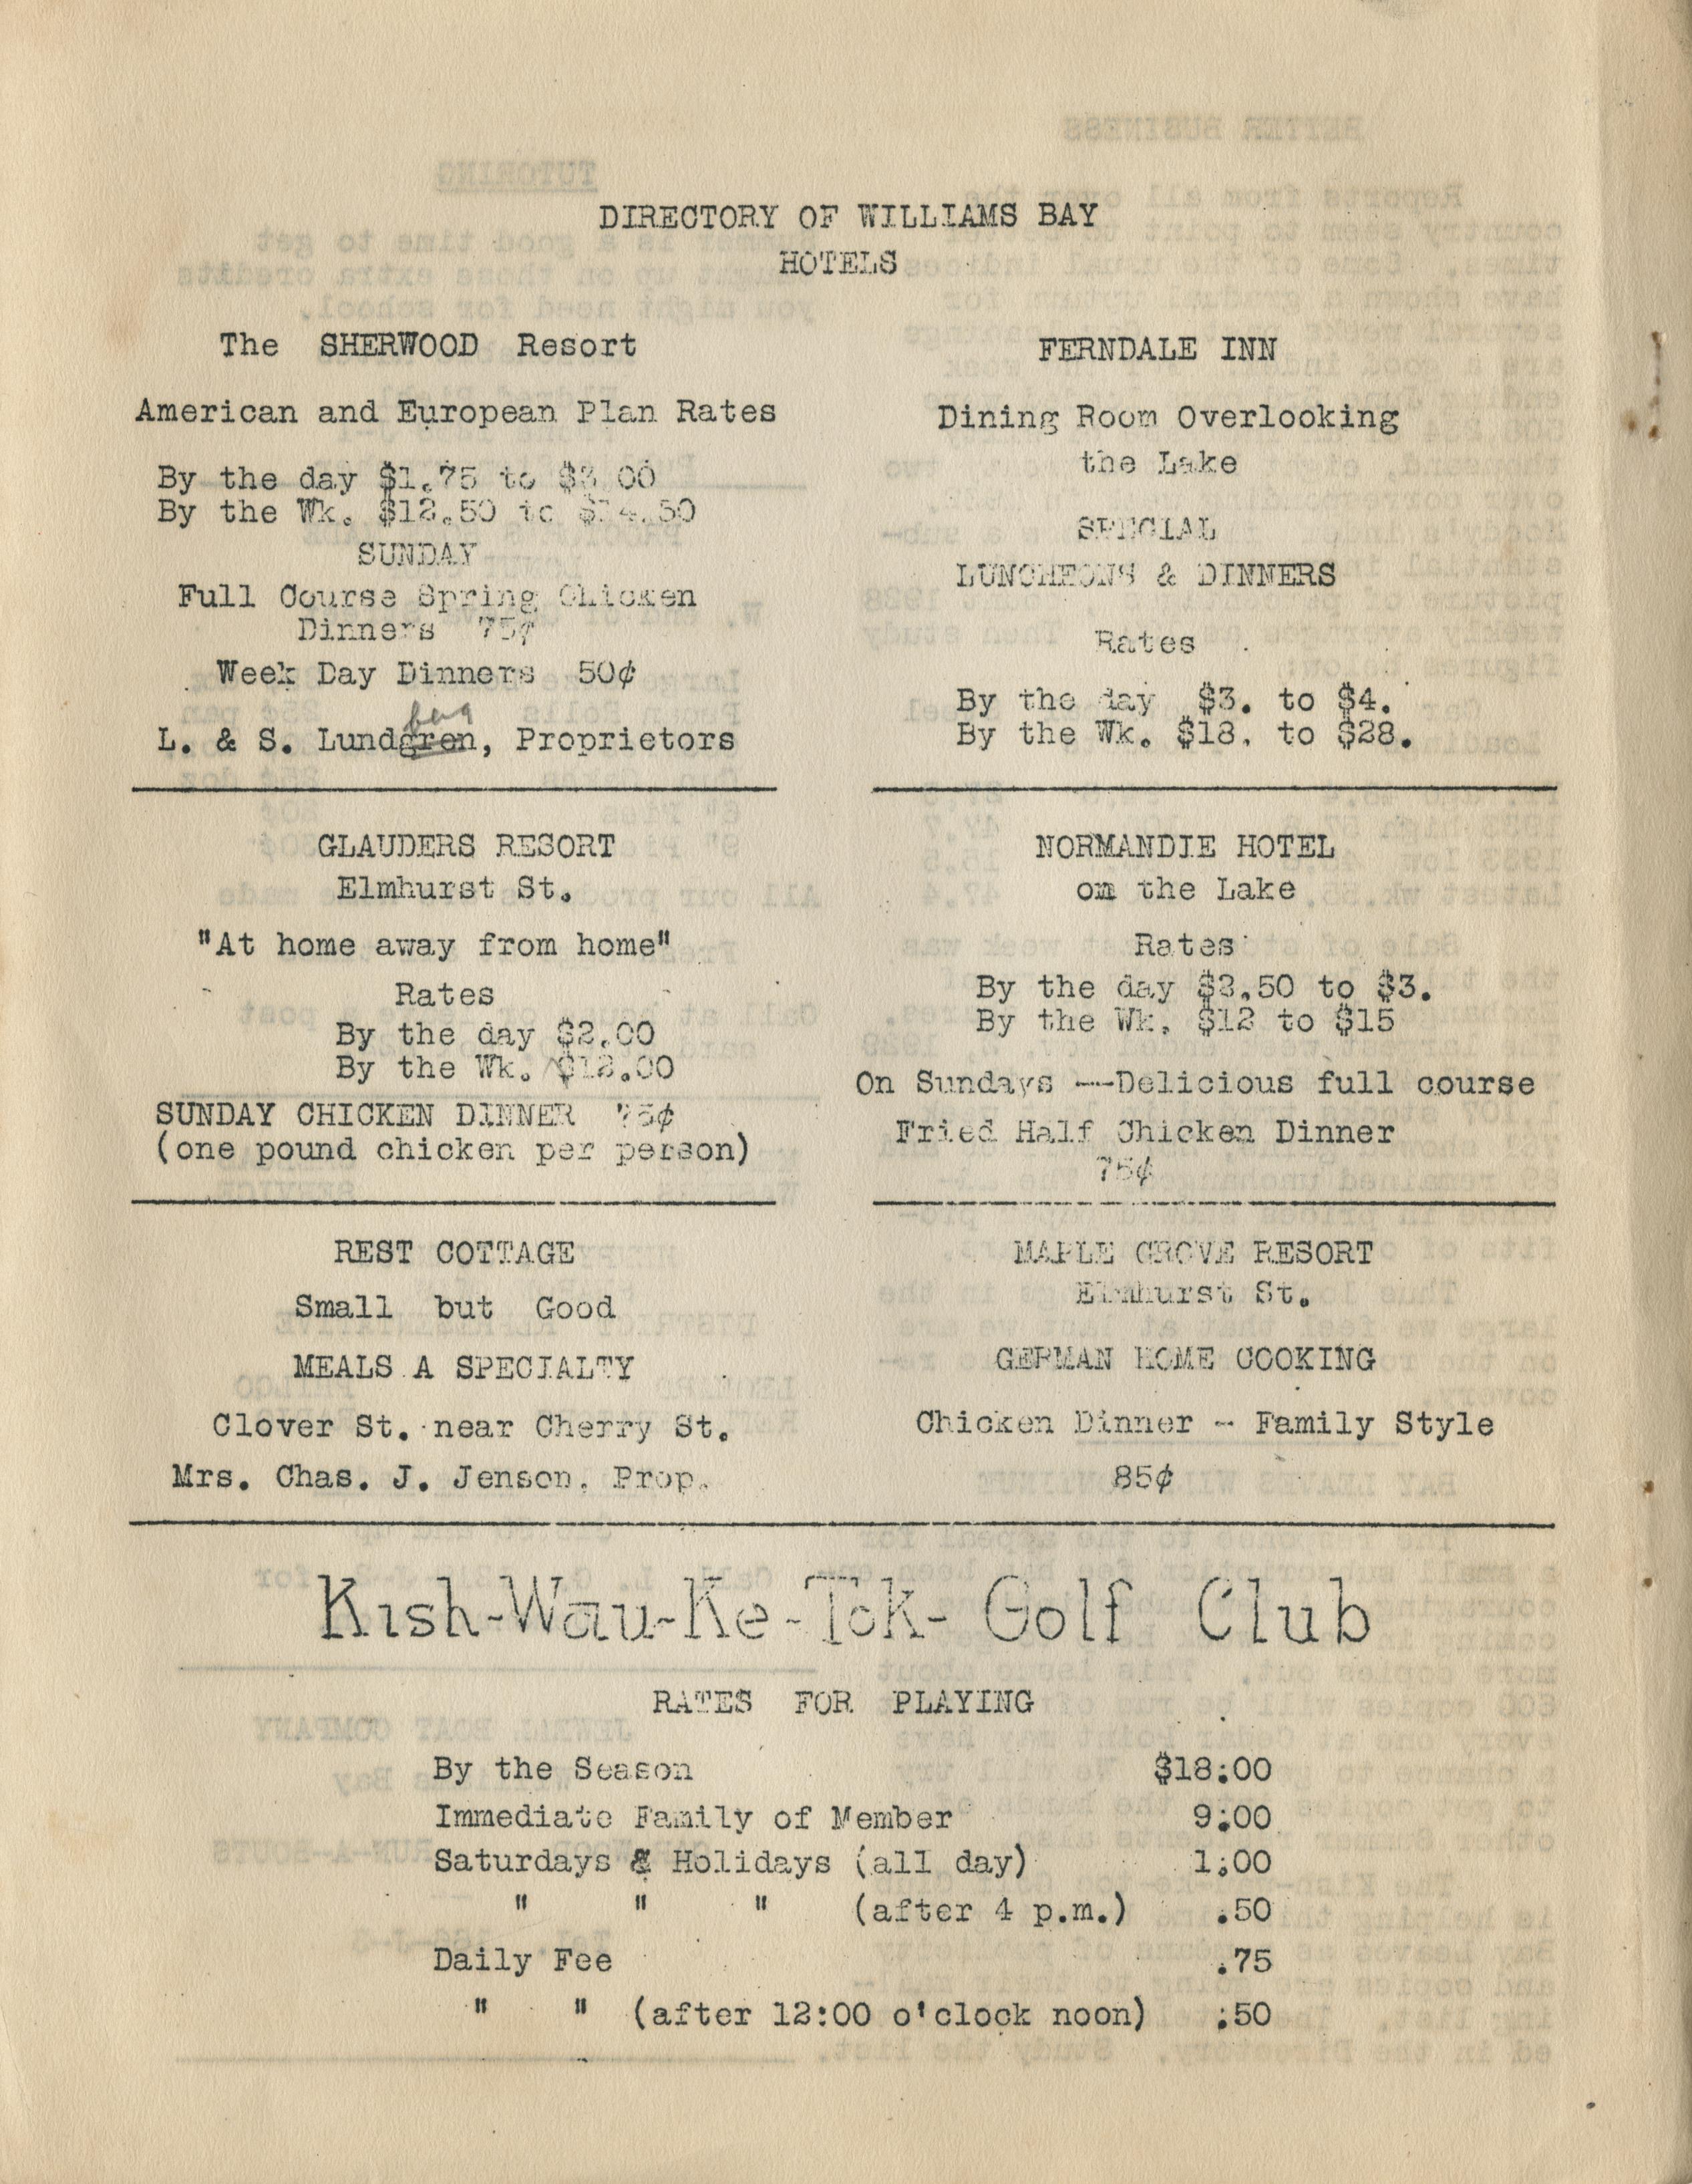 DIRECTORY OF WILLIAMS BAY
HOTELS
The SHERWOOD Resort
American and European Plan Rates
By the day $1.75 to $3.00
By the Wk. $12.50 to $14.50
SUNDAY
Full Course Spring Chicken
Dinners 75¢
Week Day Dinners 50¢
berg
L. & S. Lundgren, Proprietors
FERNDALE INN
Dining Room Overlooking
the Lake
SPECIAL
LUNCHEONS & DINNERS
Rates
By the day $3. to $4.
By the Wk. $18. to $28.
GLAUDERS RESORT
Elmhurst St.
"At home away from home"
Rates
By the day $2.00
By the Wk. $12.00
SUNDAY CHICKEN DINNER 75¢
(one pound chicken per person)
NORMANDIE HOTEL
on the Lake
Rates
By the day $2.50 to $3.
By the Wk. $12 to $15
On Sundays --Delicious full course
Fried Half Chicken Dinner
75¢
REST COTTAGE
Small but Good
MEALS A SPECIALTY
Clover St. near Cherry St.
Mrs. Chas. J. Jenson, Prop.
MAPLE GROVE RESORT
Elmhurst St.
GERMAN HOME COOKING
Chicken Dinner - Family Style
85¢
Kish-Wau-Ke-Tok- Golf Club
RATES FOR PLAYING
By the Season $18:00
Immediate Family of Member 9:00
Saturdays & Holidays (all day) 1:00
" " " (after 4 p.m.) .50
Daily Fee .75
" " (after 12:00 o'clock noon) :50